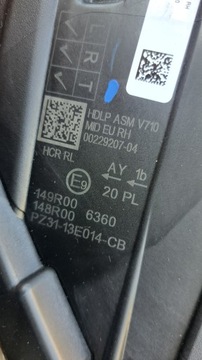 L R T
HDLP ASM V710
MID EU RH
00229207-04
HCR RL
E9
AY 1b
20 PL
149R00
148R00 6360
PZ31-13E014-CB